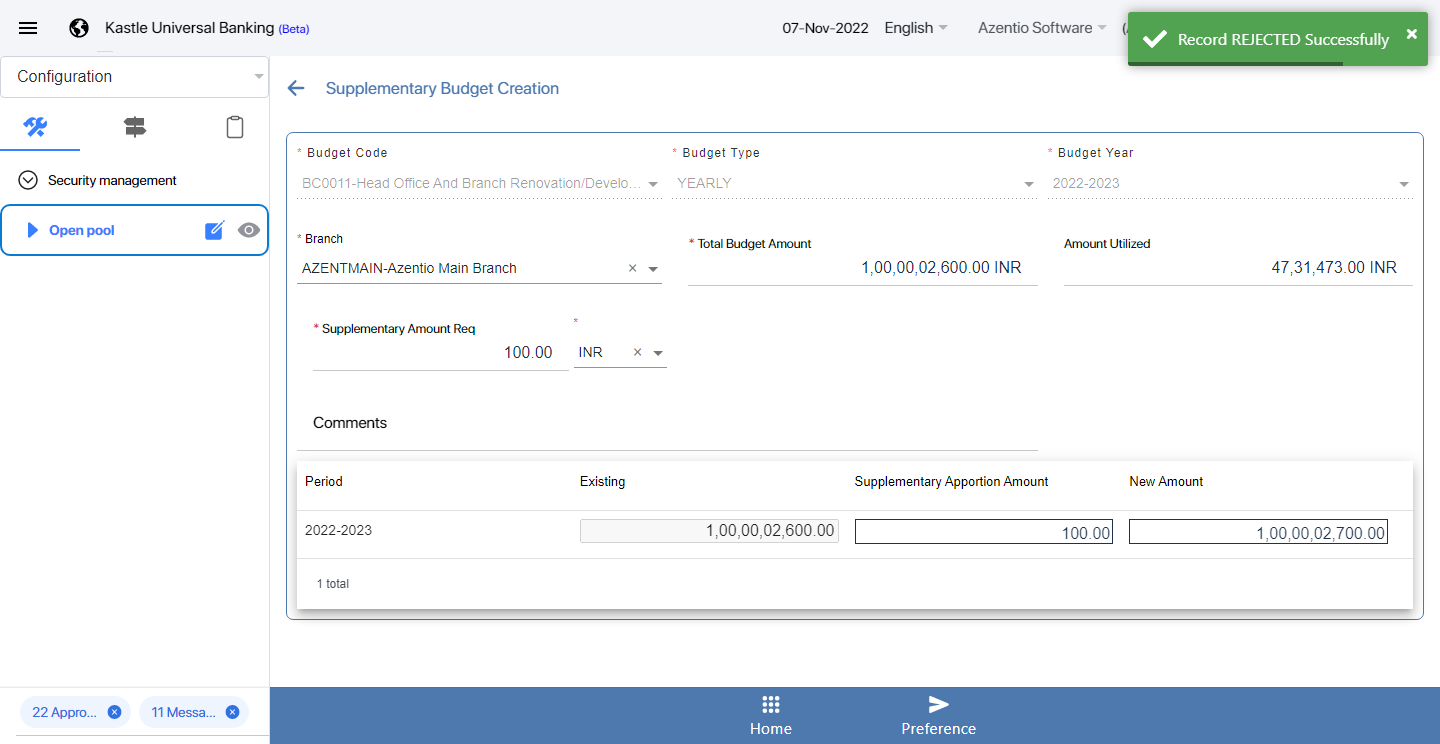 Kastle Universal Banking (Beta)
07-Nov-2022
English
Azentio Software
(
Record REJECTED Successfully
×
Configuration
Supplementary Budget Creation
* Budget Code
* Budget Type
* Budget Year
BC0011-Head Office And Branch Renovation/Develo...
YEARLY
2022-2023
Security management
Open pool
* Branch
* Total Budget Amount
Amount Utilized
AZENTMAIN-Azentio Main Branch ×
1,00,00,02,600.00 INR
47,31,473.00 INR
* Supplementary Amount Req
*
100.00
INR ×
Comments
Period
Existing
Supplementary Apportion Amount
New Amount
2022-2023
1,00,00,02,600.00
100.00
1,00,00,02,700.00
1 total
22 Appro...
11 Messa...
Home
Preference